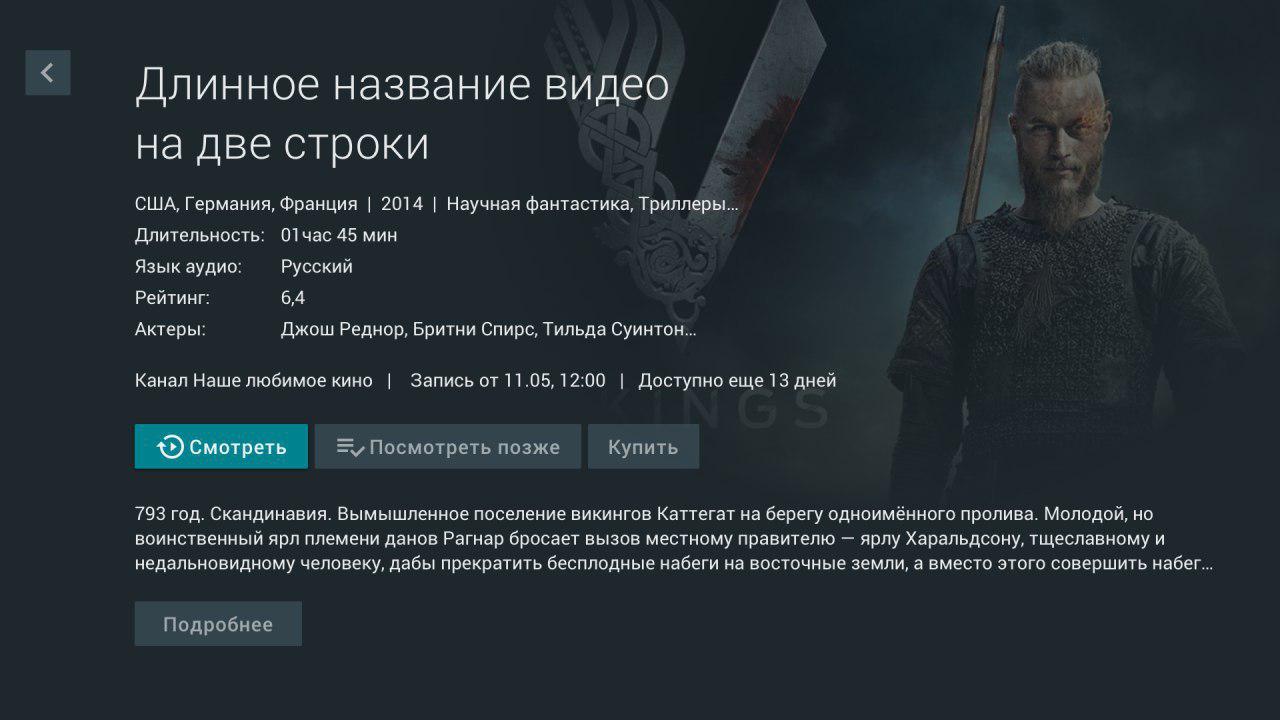 Длинное название видео
на две строки
США, Германия, Франция | 2014 | Научная фантастика, Триллеры...
Длительность: 01час 45 мин
Язык аудио: Русский
Рейтинг: 6,4
Актеры: Джош Реднор, Бритни Спирс, Тильда Суинтон...
Канал Наше любимое кино | Запись от 11.05, 12:00 | Доступно еще 13 дней
KINGS
Смотреть Посмотреть позже Купить
793 год. Скандинавия. Вымышленное поселение викингов Каттегат на берегу одноимённого пролива. Молодой, но
воинственный ярл племени данов Рагнар бросает вызов местному правителю — ярлу Харальдсону, тщеславному и
недальновидному человеку, дабы прекратить бесплодные набеги на восточные земли, а вместо этого совершить набег...
Подробнее